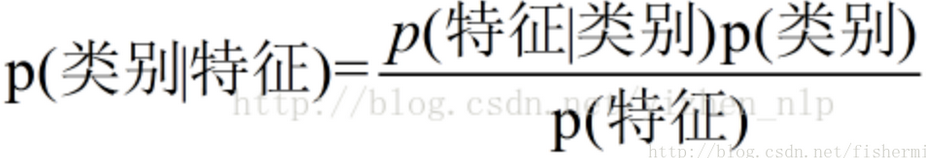 p(特征|类别)p(类别)
p(类别|特征)=
p(特征)
http://blog.csdn.net/
hen_nlp
http://blog.csdn.net/fishermi